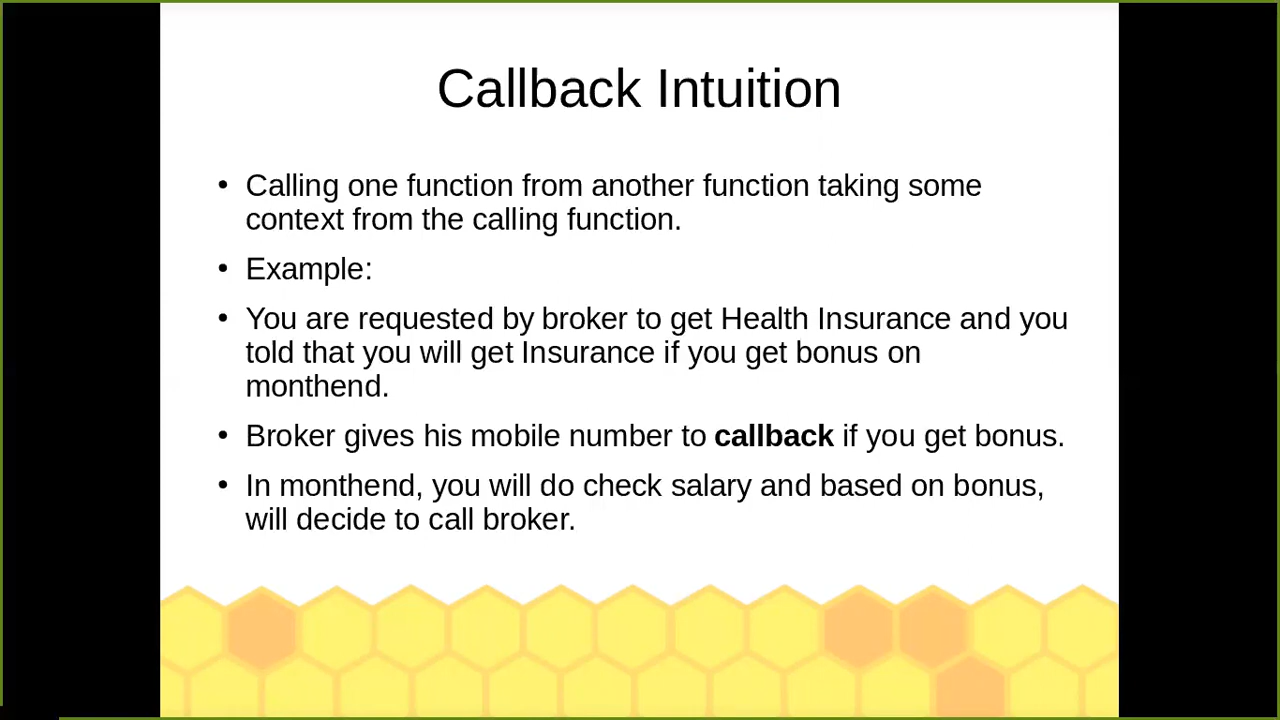 Callback Intuition
• Calling one function from another function taking some
context from the calling function.
• Example:
• You are requested by broker to get Health Insurance and you
told that you will get Insurance if you get bonus on
monthend.
• Broker gives his mobile number to callback if you get bonus.
• In monthend, you will do check salary and based on bonus,
will decide to call broker.